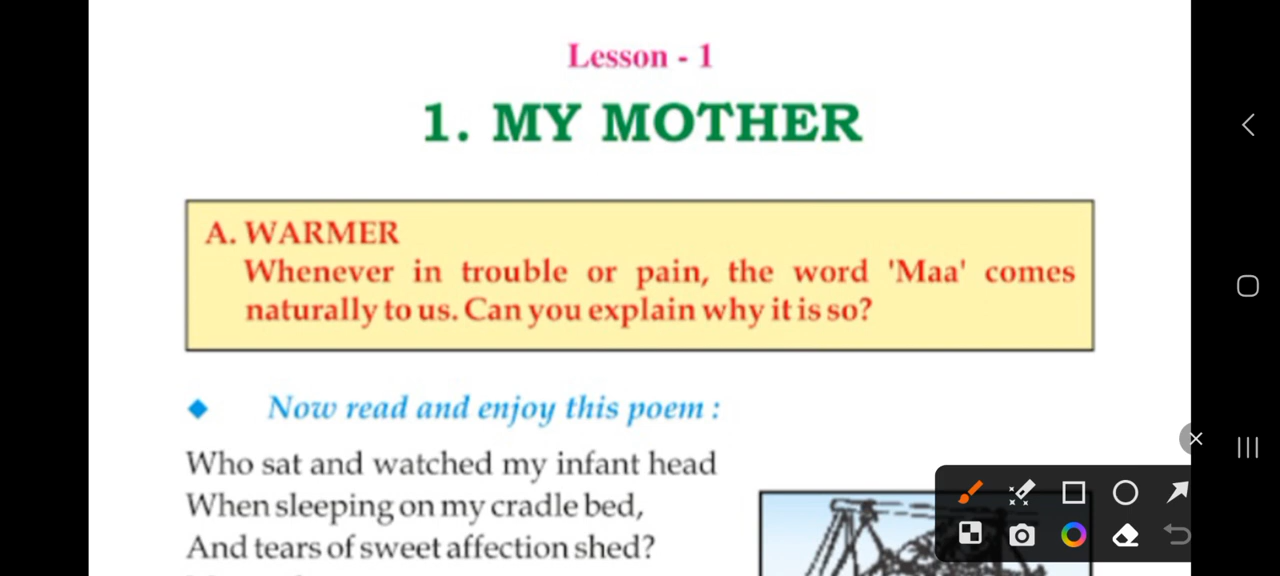 Lesson - 1
1. MY MOTHER
A. WARMER
Whenever in trouble or pain, the word 'Maa' comes
naturally to us. Can you explain why it is so?
Now read and enjoy this poem :
Who sat and watched my infant head
When sleeping on my cradle bed,
And tears of sweet affection shed?